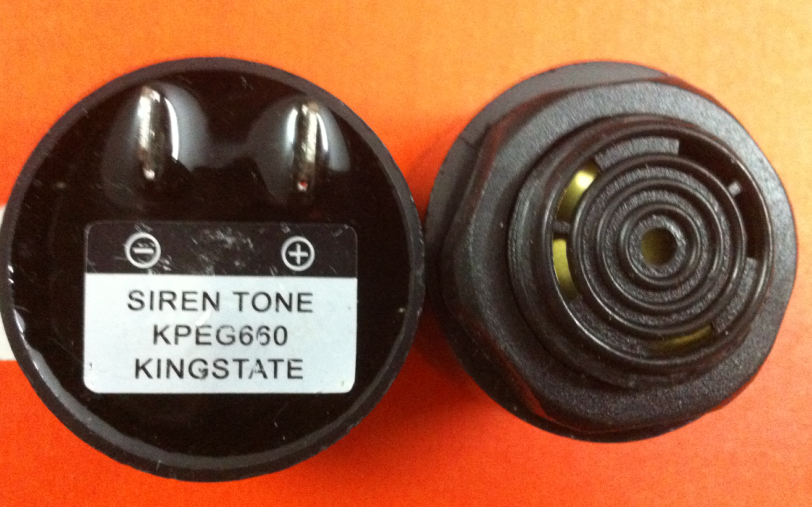 ⊖ ⊕
SIREN TONE
KPEG660
KINGSTATE